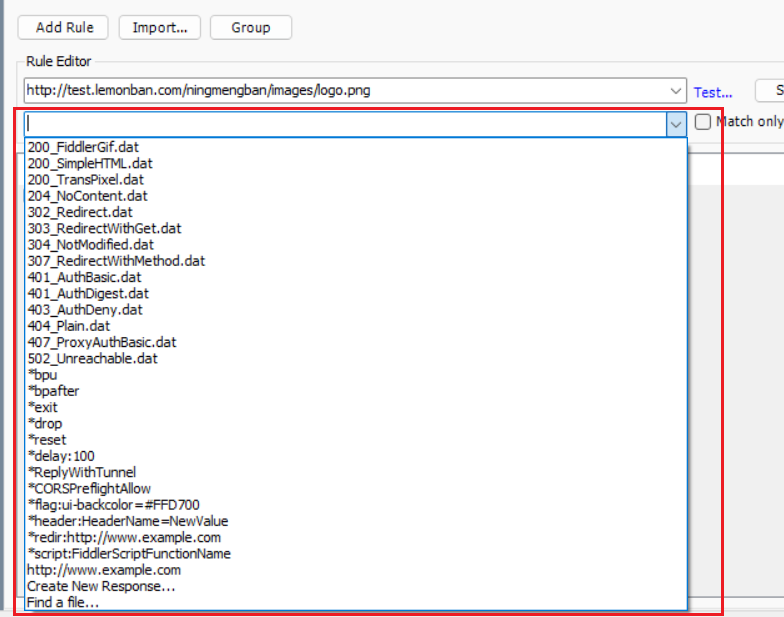 Add Rule Import... Group
Rule Editor
http://test.lemonban.com/ningmengban/images/logo.png Test... S
Match only
200_FiddlerGif.dat
200_SimpleHTML.dat
200_TransPixel.dat
204_NoContent.dat
302_Redirect.dat
303_RedirectWithGet.dat
304_NotModified.dat
307_RedirectWithMethod.dat
401_AuthBasic.dat
401_AuthDigest.dat
403_AuthDeny.dat
404_Plain.dat
407_ProxyAuthBasic.dat
502_Unreachable.dat
*bpu
*bpafter
*exit
*drop
*reset
*delay:100
*ReplyWithTunnel
*CORSPreflightAllow
*flag:ui-backcolor=#FFD700
*header:HeaderName=NewValue
*redir:http://www.example.com
*script:FiddlerScriptFunctionName
http://www.example.com
Create New Response...
Find a file...